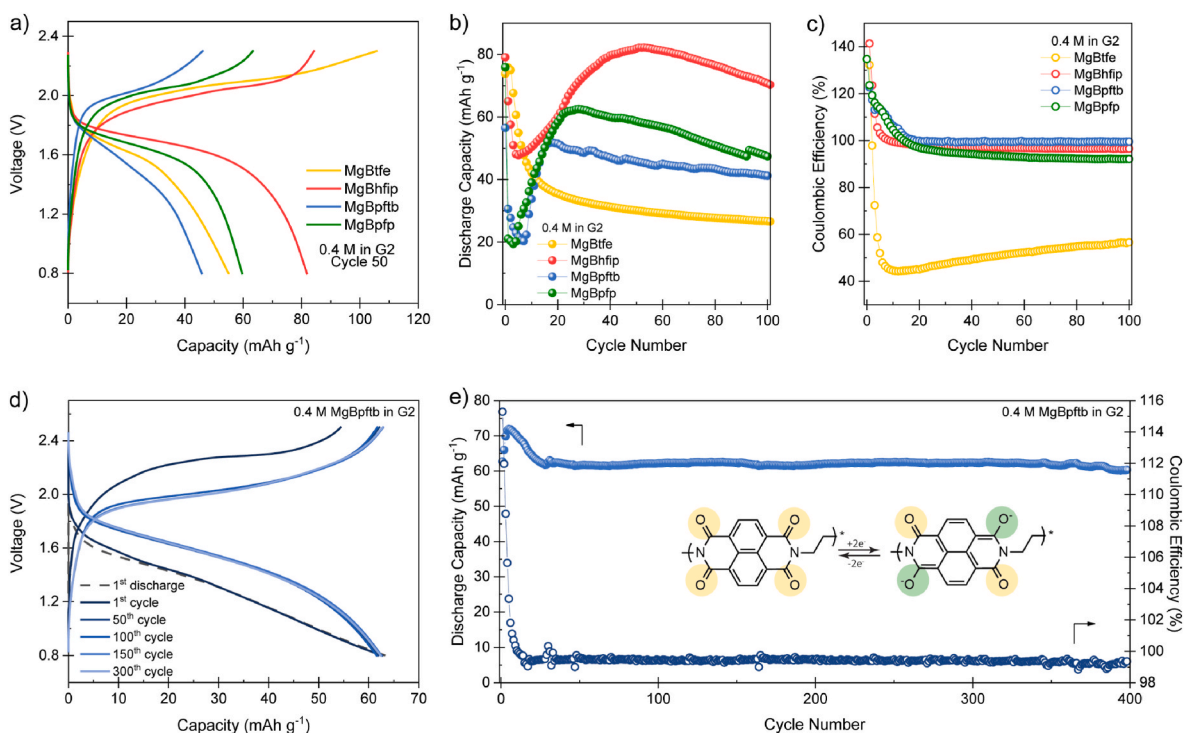 a)
2.4
2.0
1.6
1.2
0.8
Voltage (V)
MgBtfe
MgBhfip
MgBpftb
MgBpfp
0.4 M in G2
Cycle 50
0 20 40 60 80 100 120
Capacity (mAh g⁻¹)
b)
80
60
40
20
0
Discharge Capacity (mAh g⁻¹)
0.4 M in G2
MgBtfe
MgBhfip
MgBpftb
MgBpfp
0 20 40 60 80 100
Cycle Number
c)
140
120
100
80
60
40
Coulombic Efficiency (%)
0.4 M in G2
MgBtfe
MgBhfip
MgBpftb
MgBpfp
0 20 40 60 80 100
Cycle Number
d)
0.4 M MgBpftb in G2
2.4
2.0
1.6
1.2
0.8
Voltage (V)
1st discharge
1st cycle
50th cycle
100th cycle
150th cycle
300th cycle
0 10 20 30 40 50 60 70
Capacity (mAh g⁻¹)
e)
0.4 M MgBpftb in G2
80
70
60
50
40
30
20
10
0
Discharge Capacity (mAh g⁻¹)
O O O⁻
N N * +2e⁻ N N *
-2e⁻
O O ⁻O O
116
114
112
110
108
106
104
102
100
98
Coulombic Efficiency (%)
0 100 200 300 400
Cycle Number